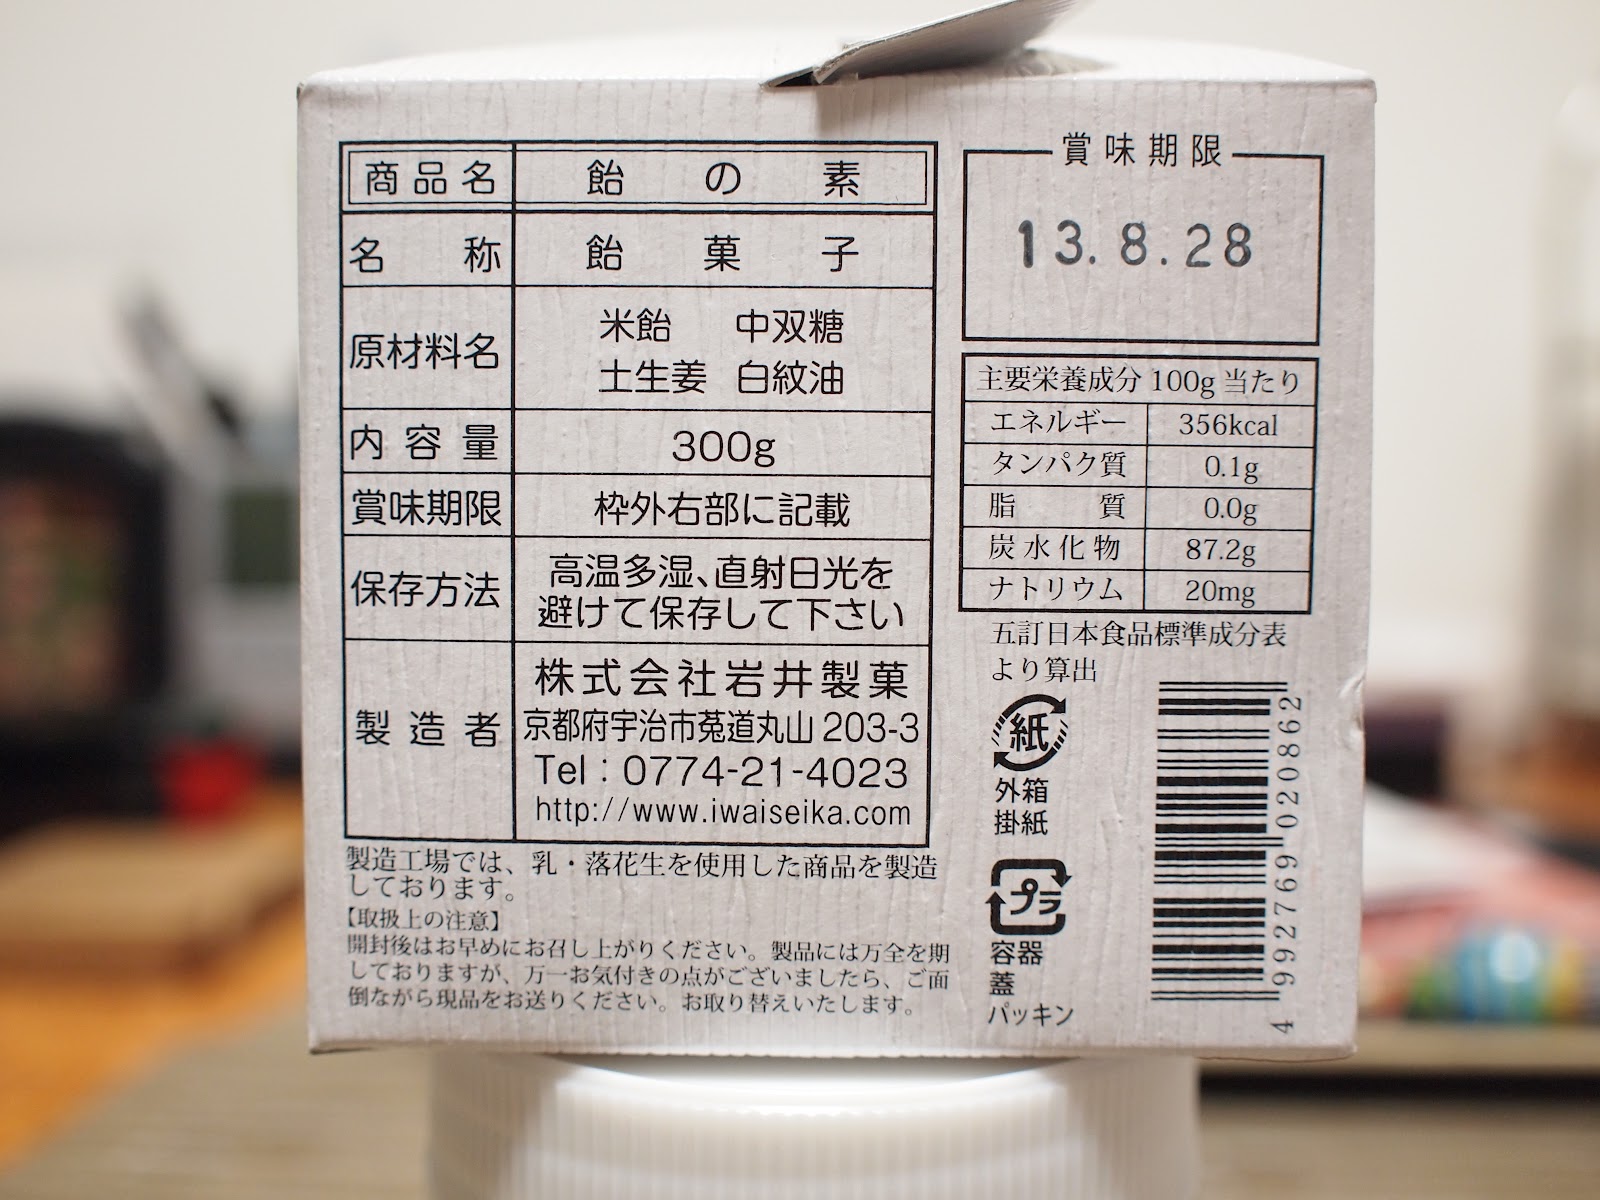 商品名 飴の素
名称 飴菓子
原材料名 米飴 中双糖
土生姜 白紋油
内容量 300g
賞味期限 枠外右部に記載
保存方法 高温多湿、直射日光を
避けて保存して下さい
製造者 株式会社岩井製菓
京都府宇治市菟道丸山 203-3
Tel：0774-21-4023
http://www.iwaiseika.com
製造工場では、乳・落花生を使用した商品を製造
しております。
【取扱上の注意】
開封後はお早めにお召し上がりください。製品には万全を期
しておりますが、万一お気付きの点がございましたら、ご面
倒ながら現品をお送りください。お取り替えいたします。
賞味期限
13.8.28
主要栄養成分 100g 当たり
エネルギー 356kcal
タンパク質 0.1g
脂質 0.0g
炭水化物 87.2g
ナトリウム 20mg
五訂日本食品標準成分表
より算出
紙
外箱
掛紙
プラ
容器
蓋
パッキン
4 992769 020862